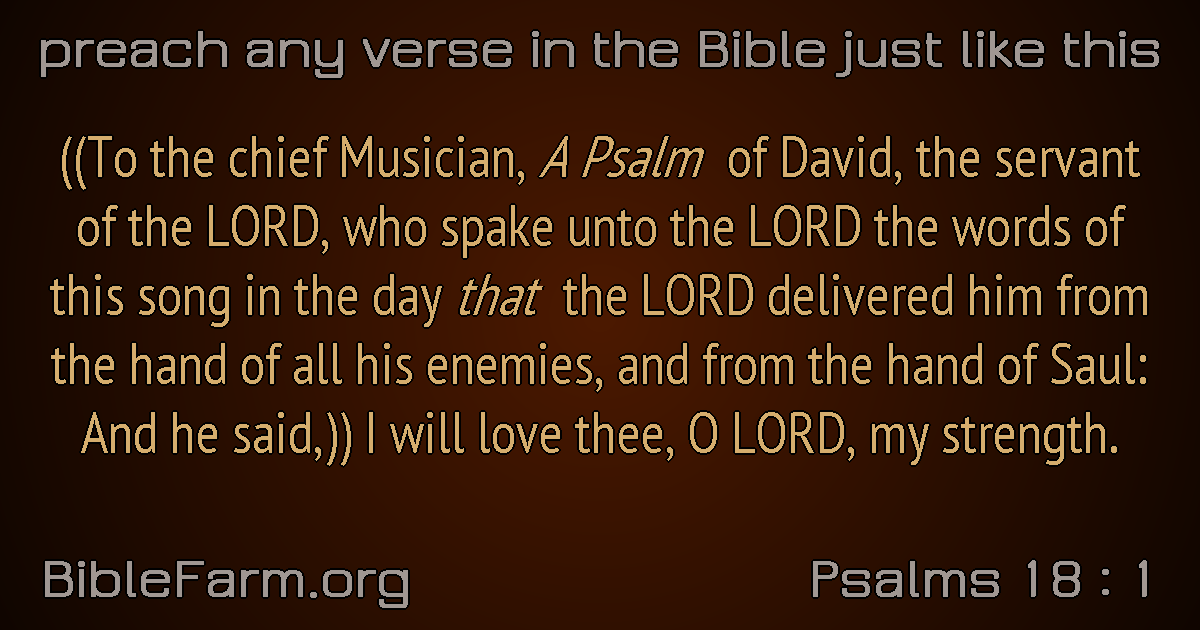 preach any verse in the Bible just like this
((To the chief Musician, A Psalm of David, the servant
of the LORD, who spake unto the LORD the words of
this song in the day that the LORD delivered him from
the hand of all his enemies, and from the hand of Saul:
And he said,)) I will love thee, O LORD, my strength.
BibleFarm.org
Psalms 18 : 1